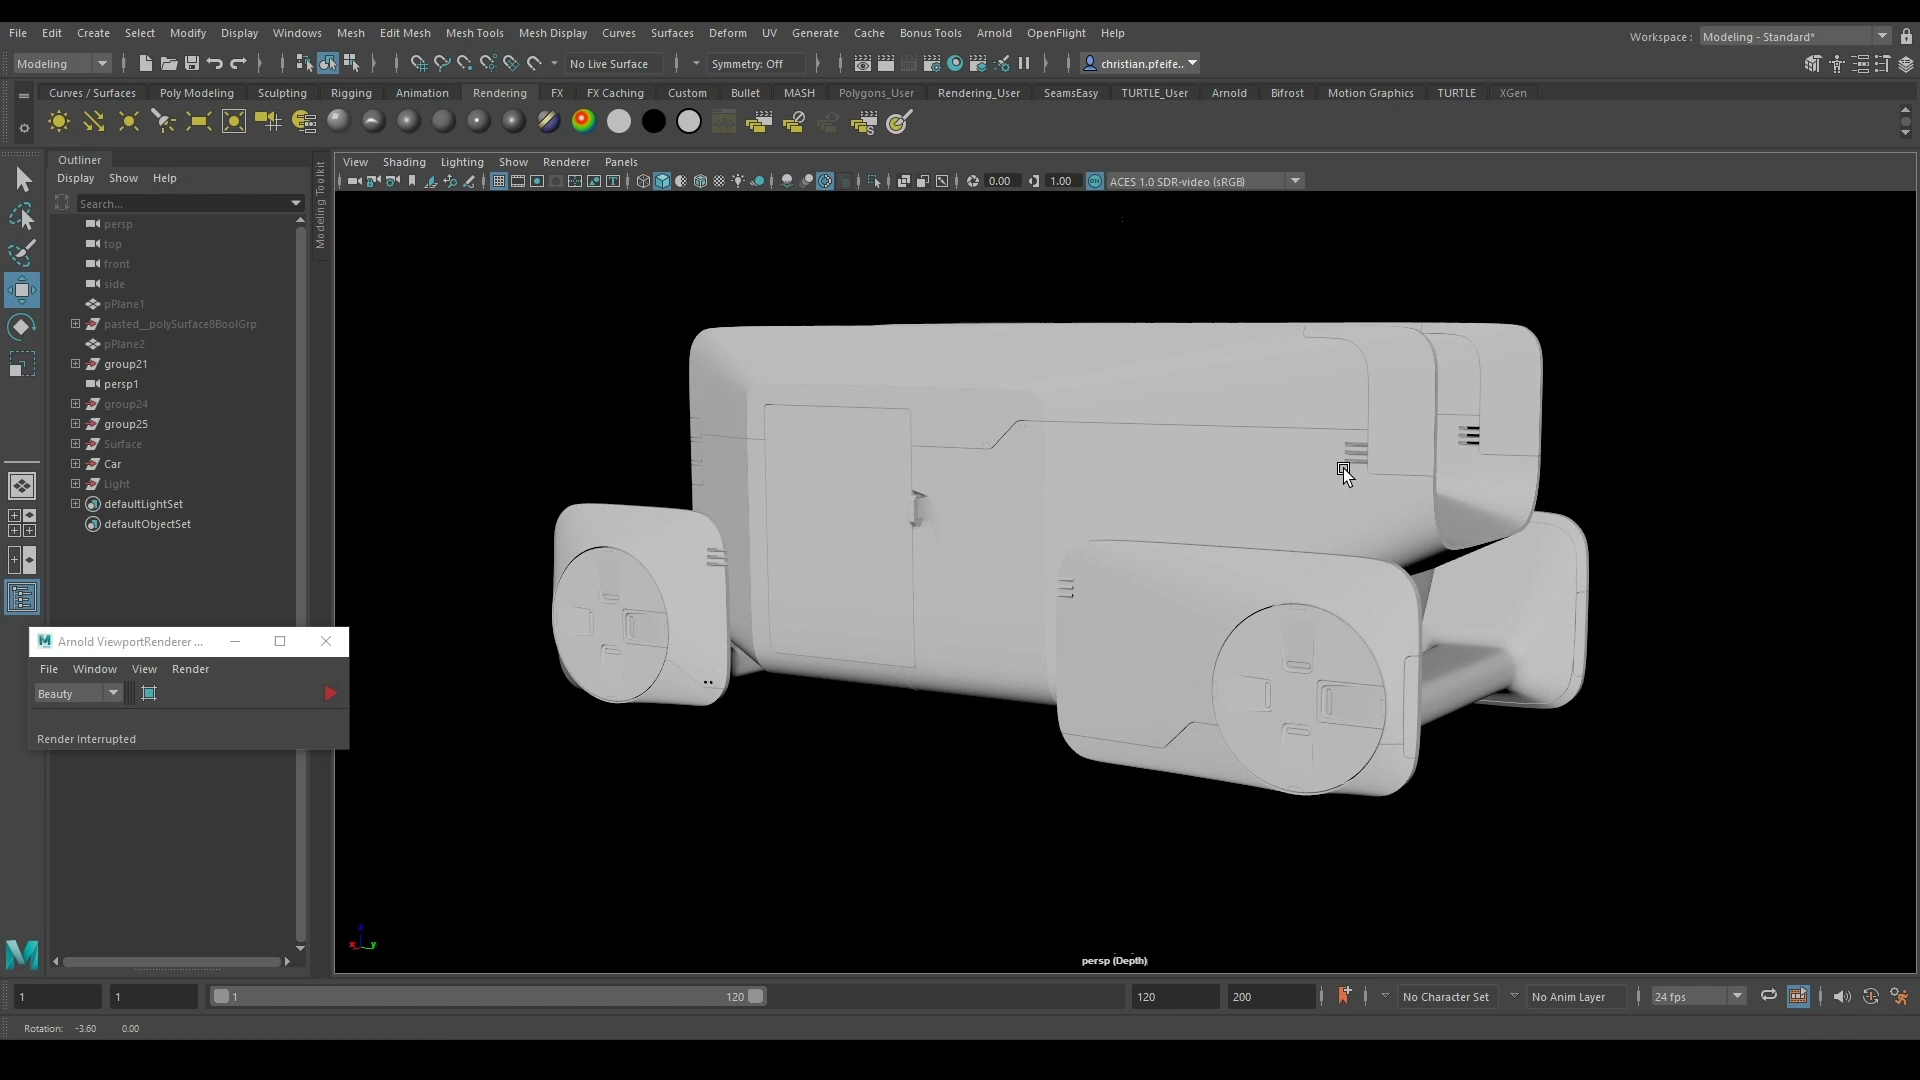 File Edit Create Select Modify Display Windows Mesh Edit Mesh Mesh Tools Mesh Display Curves Surfaces Deform UV Generate Cache Bonus Tools Arnold OpenFlight Help
Workspace : Modeling - Standard*
Modeling No Live Surface Symmetry: Off christian.pfeife..
Curves / Surfaces Poly Modeling Sculpting Rigging Animation Rendering FX FX Caching Custom Bullet MASH Polygons_User Rendering_User SeamsEasy TURTLE_User Arnold Bifrost Motion Graphics TURTLE XGen
Outliner
Display Show Help
Search...
persp
top
front
side
pPlane1
pasted__polySurface8BoolGrp
pPlane2
group21
persp1
group24
group25
Surface
Car
Light
defaultLightSet
defaultObjectSet
Modeling Toolkit
View Shading Lighting Show Renderer Panels
0.00 1.00 ON ACES 1.0 SDR-video (sRGB)
M Arnold ViewportRenderer ...
File Window View Render
Beauty
Render Interrupted
z
x y
persp (Depth)
M
1 1 1 120 120 200 No Character Set No Anim Layer 24 fps
Rotation: -3.60 0.00